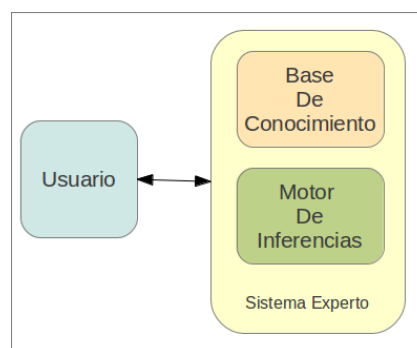 Usuario
Base
De
Conocimiento
Motor
De
Inferencias
Sistema Experto